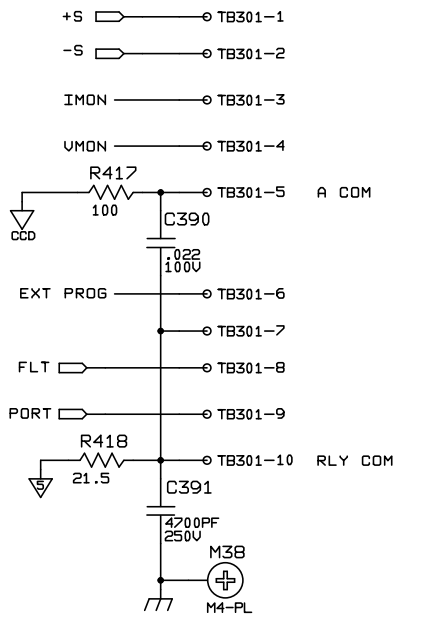 +S TB301-1
-S TB301-2
IMON TB301-3
VMON TB301-4
R417
100
TB301-5 A COM
CCD
C390
.022
100V
EXT PROG TB301-6
TB301-7
FLT TB301-8
PORT TB301-9
R418
21.5
TB301-10 RLY COM
5
C391
4700PF
250V
M38
M4-PL